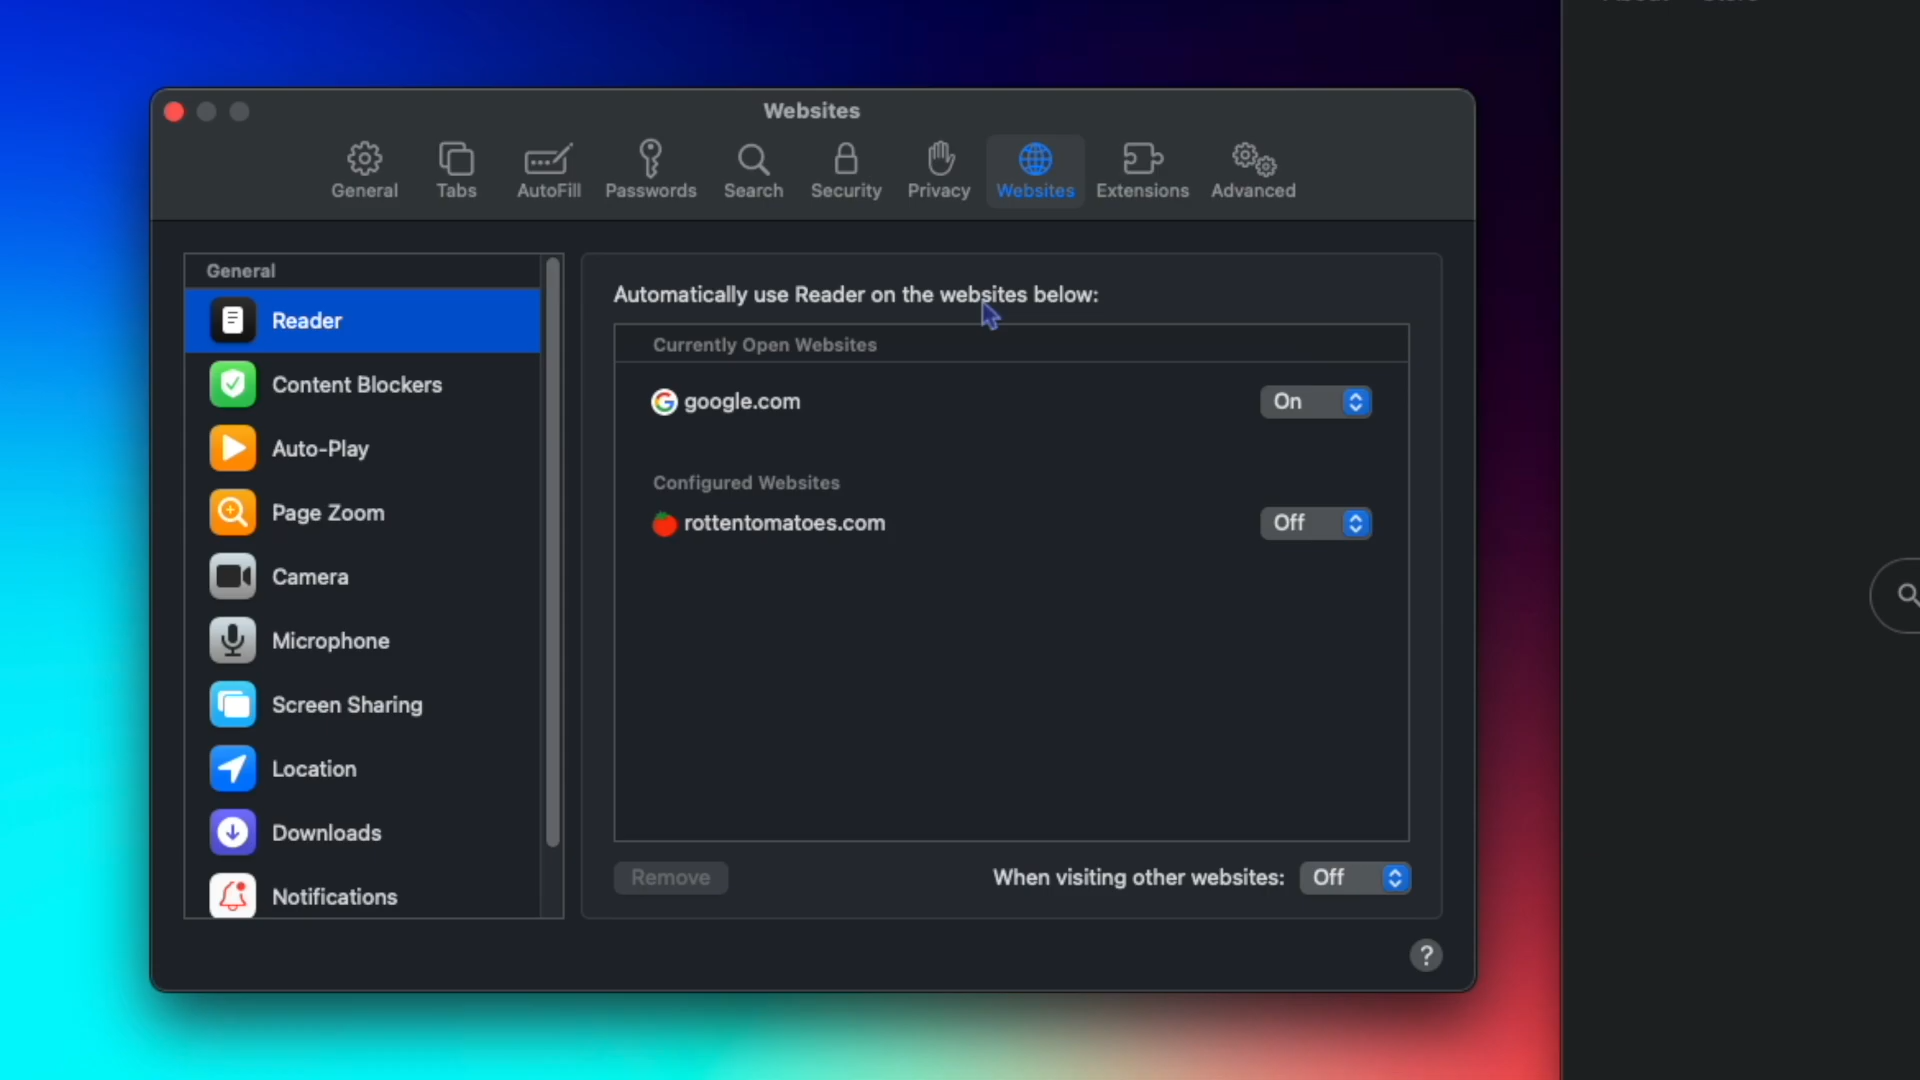 Websites
General
Tabs
AutoFill
Passwords
Search
Security
Privacy
Websites
Extensions
Advanced
General
Reader
Content Blockers
Auto-Play
Page Zoom
Camera
Microphone
Screen Sharing
Location
Downloads
Notifications
Automatically use Reader on the websites below:
Currently Open Websites
google.com On
Configured Websites
rottentomatoes.com Off
Remove
When visiting other websites: Off
?